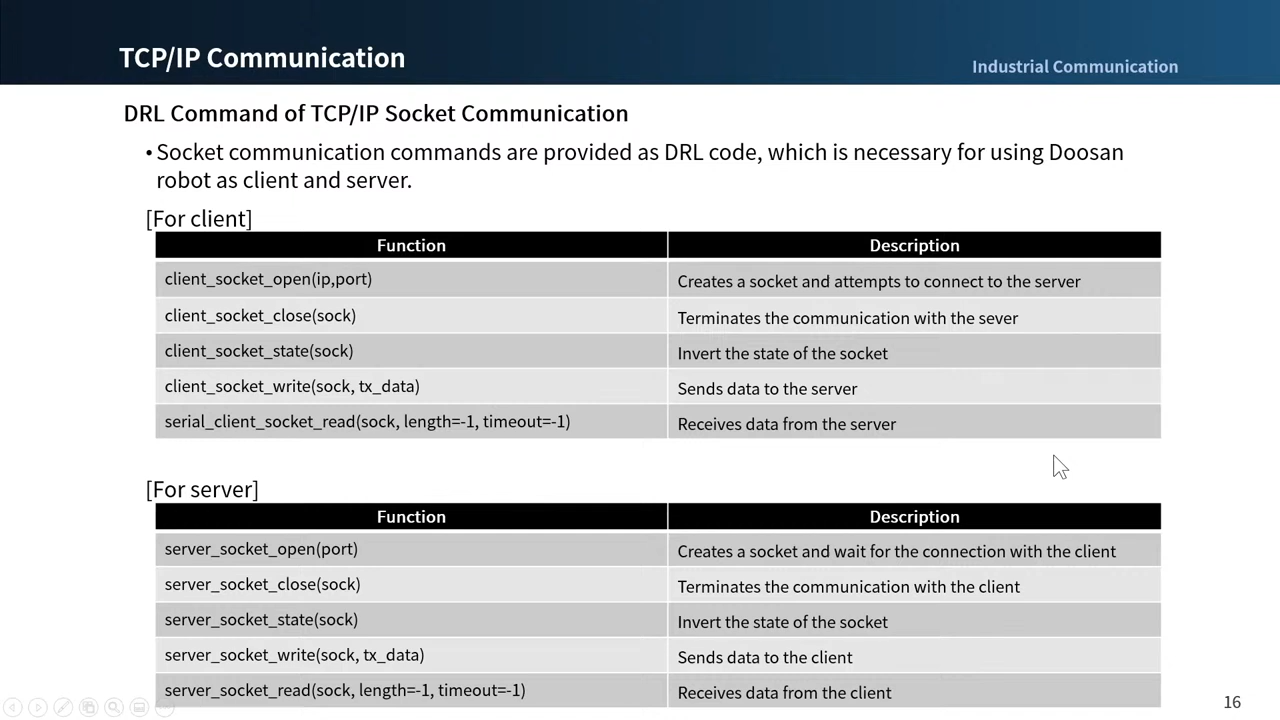 TCP/IP Communication
Industrial Communication
DRL Command of TCP/IP Socket Communication
• Socket communication commands are provided as DRL code, which is necessary for using Doosan
robot as client and server.
[For client]
Function Description
client_socket_open(ip,port) Creates a socket and attempts to connect to the server
client_socket_close(sock) Terminates the communication with the sever
client_socket_state(sock) Invert the state of the socket
client_socket_write(sock, tx_data) Sends data to the server
serial_client_socket_read(sock, length=-1, timeout=-1) Receives data from the server
[For server]
Function Description
server_socket_open(port) Creates a socket and wait for the connection with the client
server_socket_close(sock) Terminates the communication with the client
server_socket_state(sock) Invert the state of the socket
server_socket_write(sock, tx_data) Sends data to the client
server_socket_read(sock, length=-1, timeout=-1) Receives data from the client
16